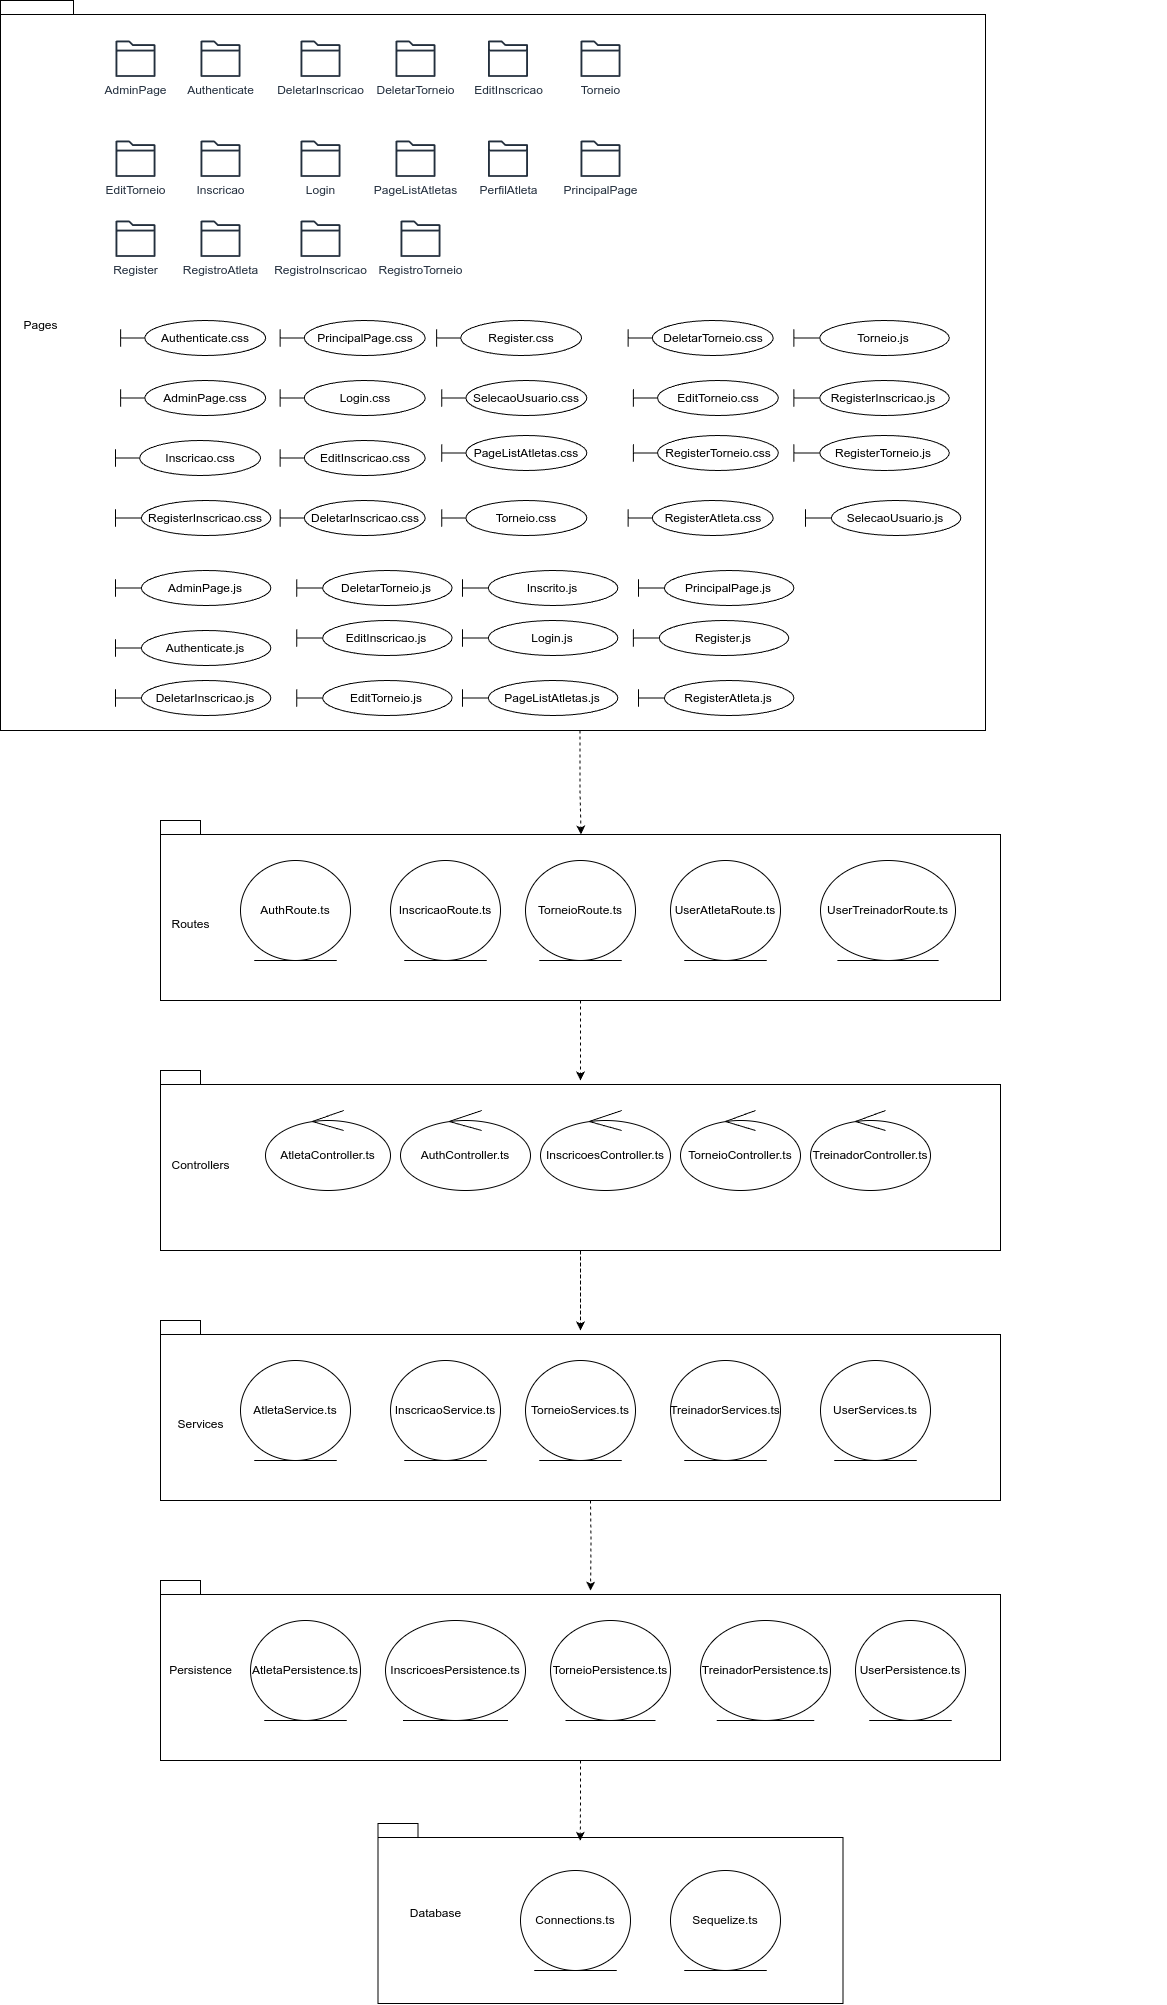 AdminPage
Authenticate
DeletarInscricao
DeletarTorneio
EditInscricao
Torneio
EditTorneio
Inscricao
Login
PageListAtletas
PerfilAtleta
PrincipalPage
Register
RegistroAtleta
RegistroInscricao
RegistroTorneio
Pages
Authenticate.css
PrincipalPage.css
Register.css
DeletarTorneio.css
Torneio.js
AdminPage.css
Login.css
SelecaoUsuario.css
EditTorneio.css
RegisterInscricao.js
Inscricao.css
EditInscricao.css
PageListAtletas.css
RegisterTorneio.css
RegisterTorneio.js
RegisterInscricao.css
DeletarInscricao.css
Torneio.css
RegisterAtleta.css
SelecaoUsuario.js
AdminPage.js
DeletarTorneio.js
Inscrito.js
PrincipalPage.js
Authenticate.js
EditInscricao.js
Login.js
Register.js
DeletarInscricao.js
EditTorneio.js
PageListAtletas.js
RegisterAtleta.js
Routes
AuthRoute.ts
InscricaoRoute.ts
TorneioRoute.ts
UserAtletaRoute.ts
UserTreinadorRoute.ts
Controllers
AtletaController.ts
AuthController.ts
InscricoesController.ts
TorneioController.ts
TreinadorController.ts
Services
AtletaService.ts
InscricaoService.ts
TorneioServices.ts
TreinadorServices.ts
UserServices.ts
Persistence
AtletaPersistence.ts
InscricoesPersistence.ts
TorneioPersistence.ts
TreinadorPersistence.ts
UserPersistence.ts
Database
Connections.ts
Sequelize.ts